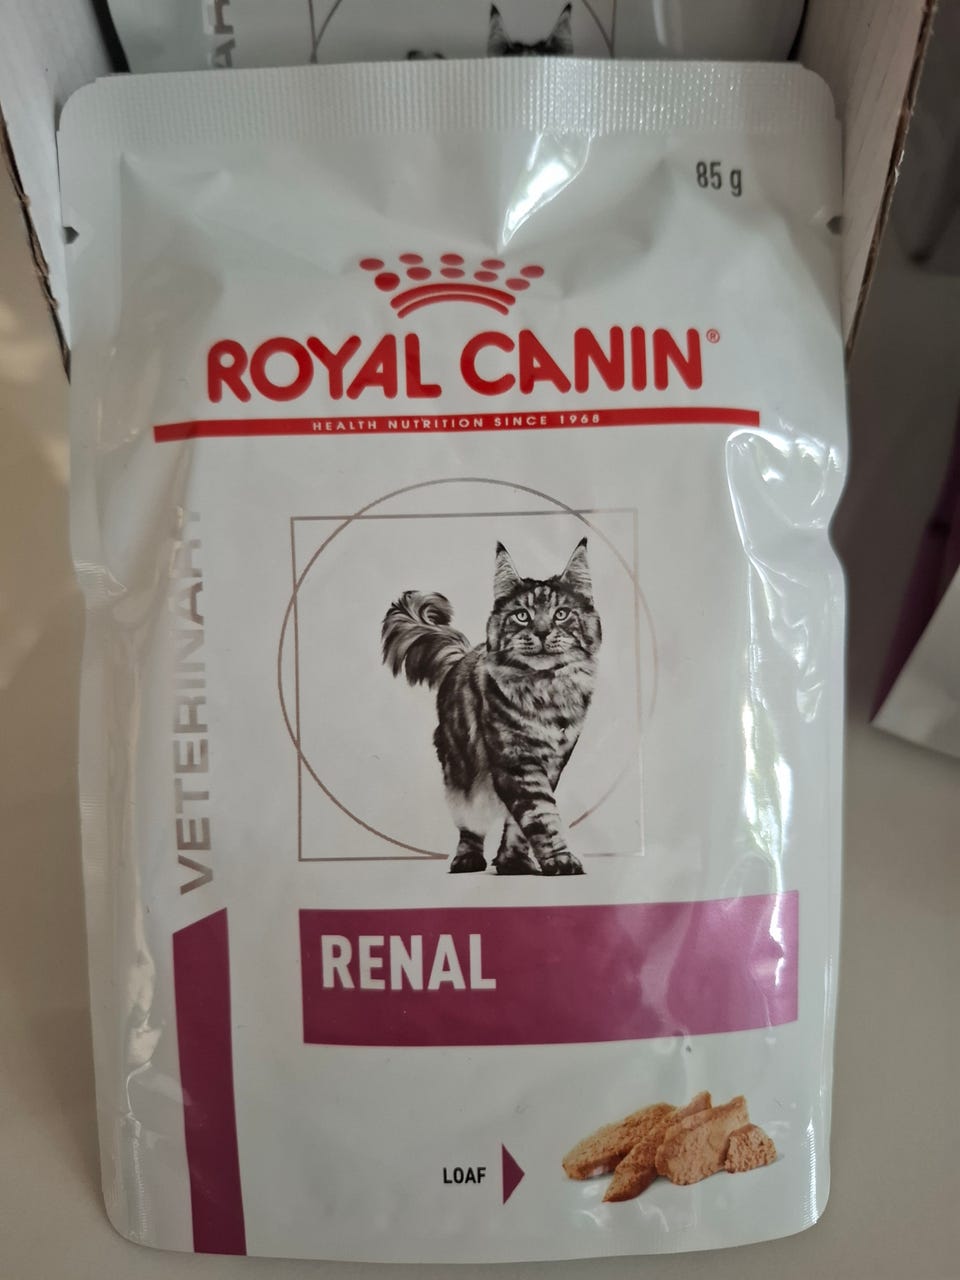 85 g
ROYAL CANIN®
HEALTH NUTRITION SINCE 1968
VETERINARY
RENAL
LOAF